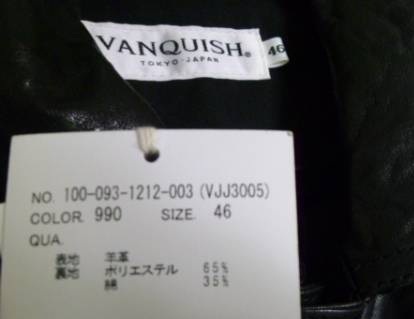 VANQUISH®
TOKYO·JAPAN
46
NO. 100-093-1212-003 (VJJ3005)
COLOR. 990 SIZE. 46
QUA.
表地 羊革
裏地 ポリエステル 65%
綿 35%